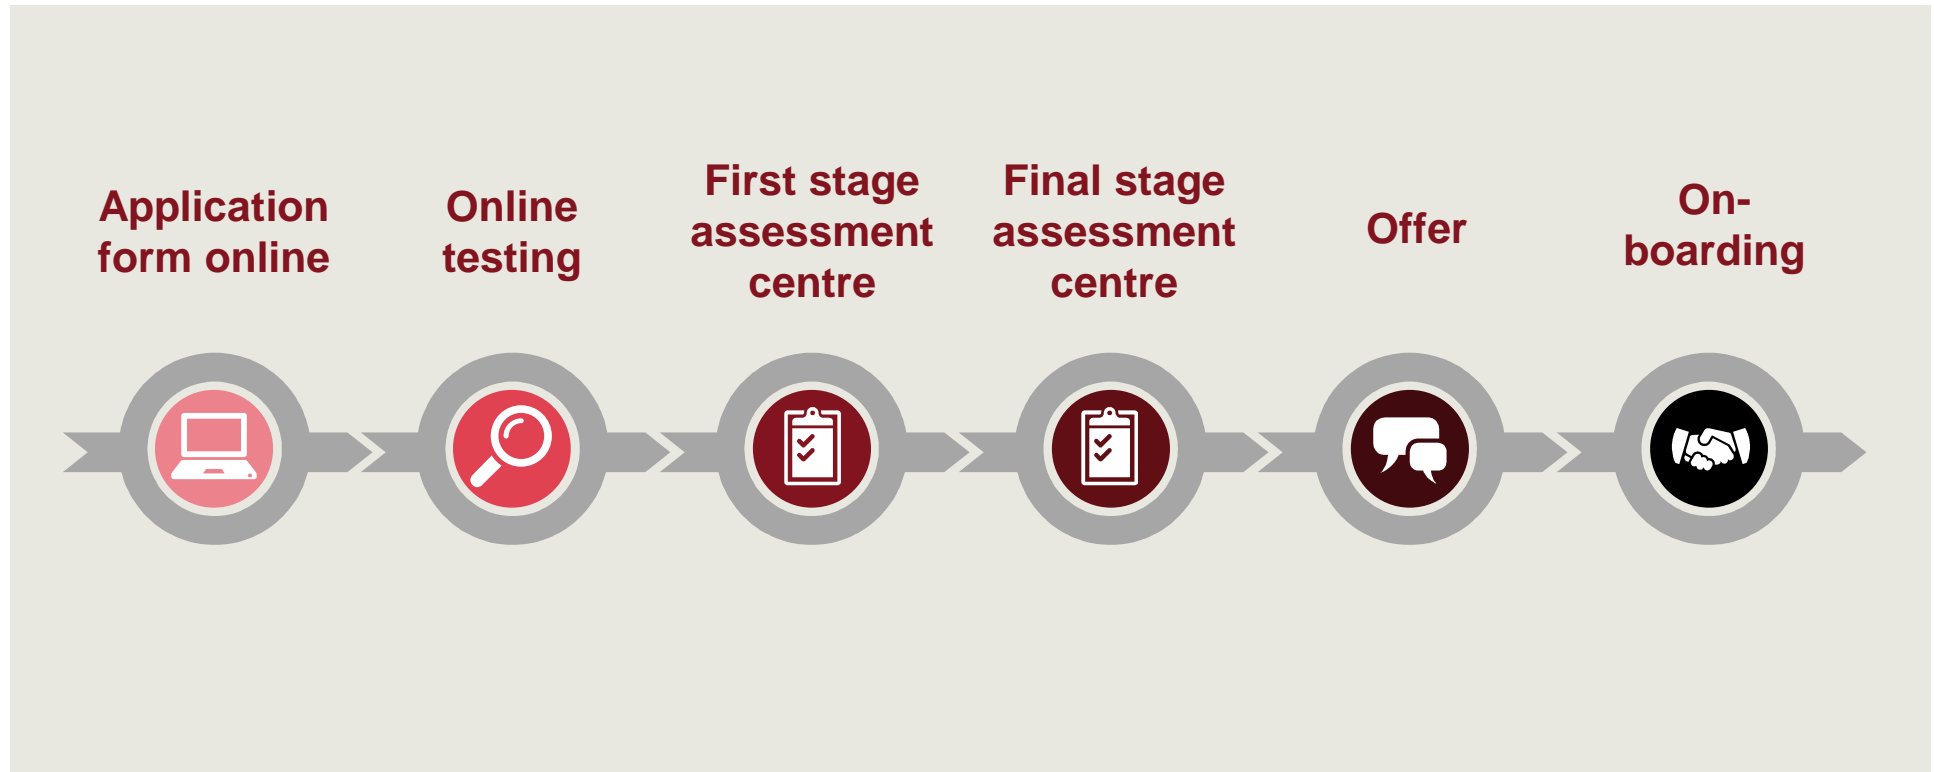 Application
form online
Online
testing
First stage
assessment
centre
Final stage
assessment
centre
Offer
On-
boarding